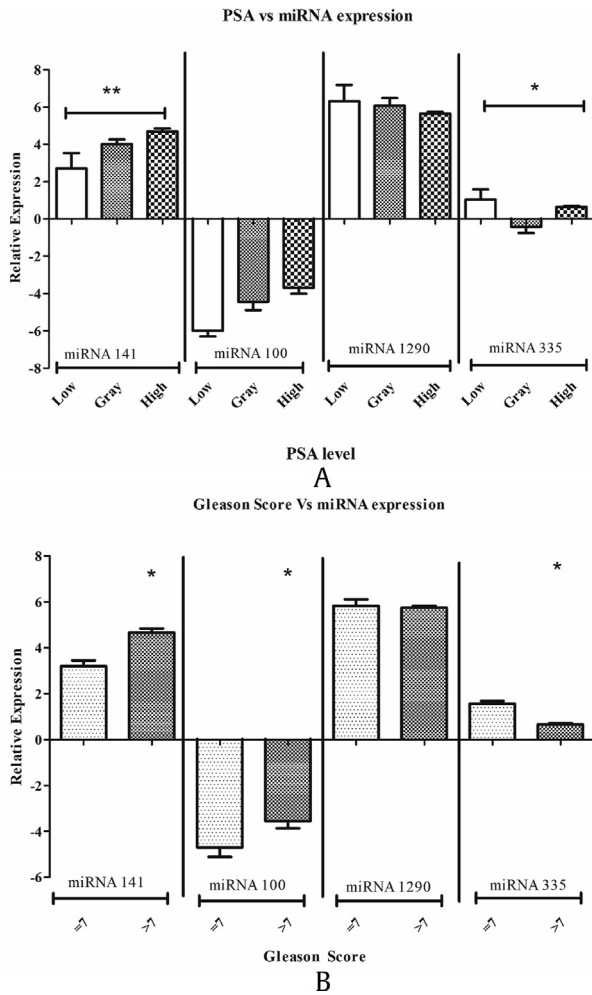 PSA vs miRNA expression
8
6
4
2
0
-2
-4
-6
-8
Relative Expression
**
*
miRNA 141
miRNA 100
miRNA 1290
miRNA 335
Low
Gray
High
Low
Gray
High
Low
Gray
High
Low
Gray
High
PSA level
A
Gleason Score Vs miRNA expression
8
6
4
2
0
-2
-4
-6
Relative Expression
*
*
*
miRNA 141
miRNA 100
miRNA 1290
miRNA 335
=7
>7
=7
>7
=7
>7
=7
>7
Gleason Score
B